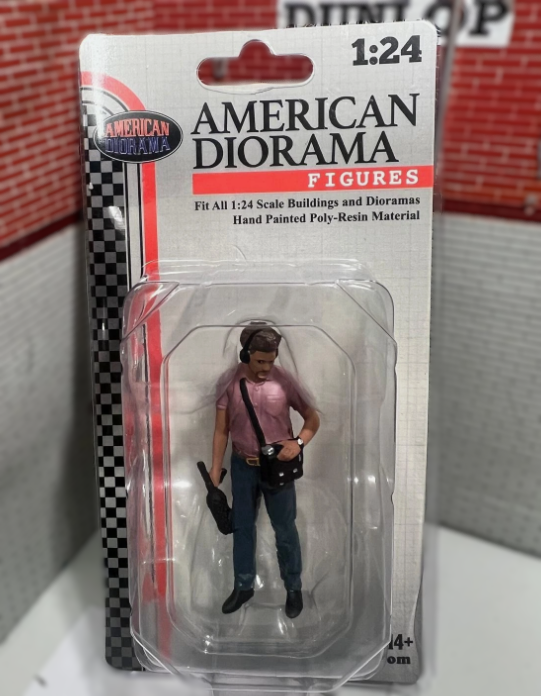 DUNLOP
1:24
AMERICAN
DIORAMA
AMERICAN
DIORAMA
FIGURES
Fit All 1:24 Scale Buildings and Dioramas
Hand Painted Poly-Resin Material
14+
om